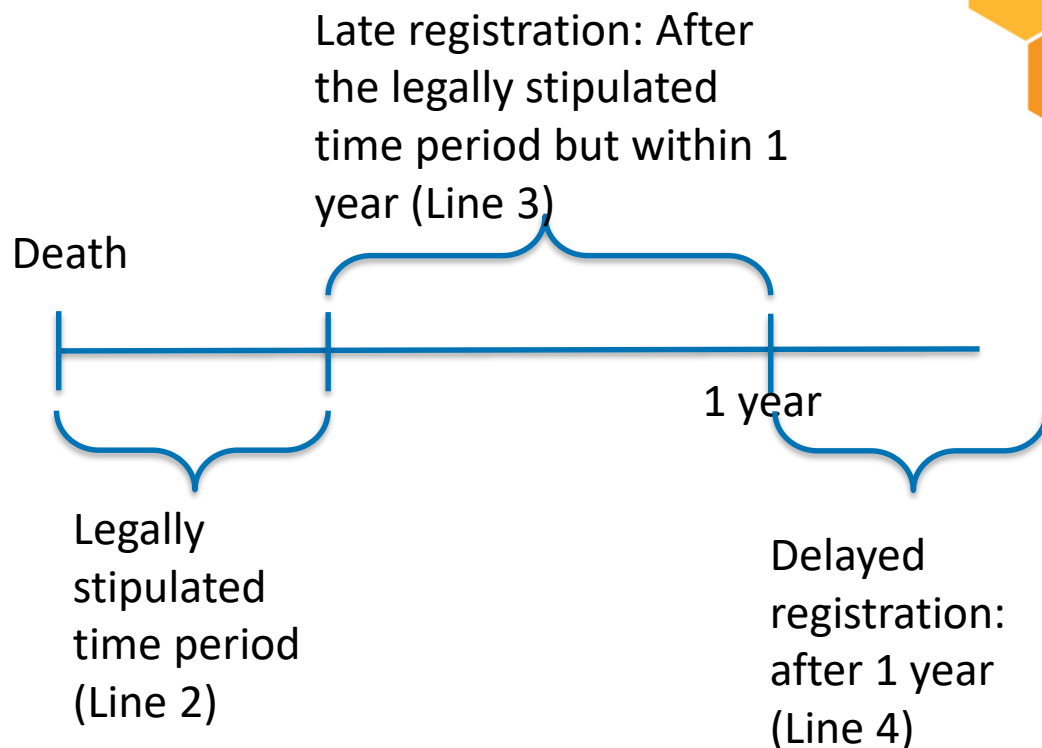 Late registration: After
the legally stipulated
time period but within 1
year (Line 3)
Death
1 year
Legally
stipulated
time period
(Line 2)
Delayed
registration:
after 1 year
(Line 4)